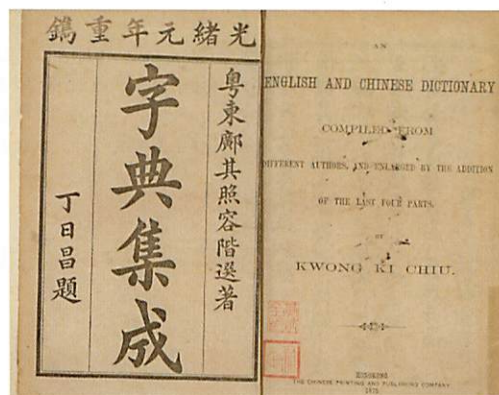 光緒元年重鐫
粵東鄺其照容階選著
字典集成
丁日昌題
AN
ENGLISH AND CHINESE DICTIONARY
COMPILED FROM
DIFFERENT AUTHORS, AND ENLARGED BY THE ADDITION
OF THE LAST FOUR PARTS.
BY
KWONG KI CHIU.
HONGKONG
THE CHINESE PRINTING AND PUBLISHING COMPANY
1875